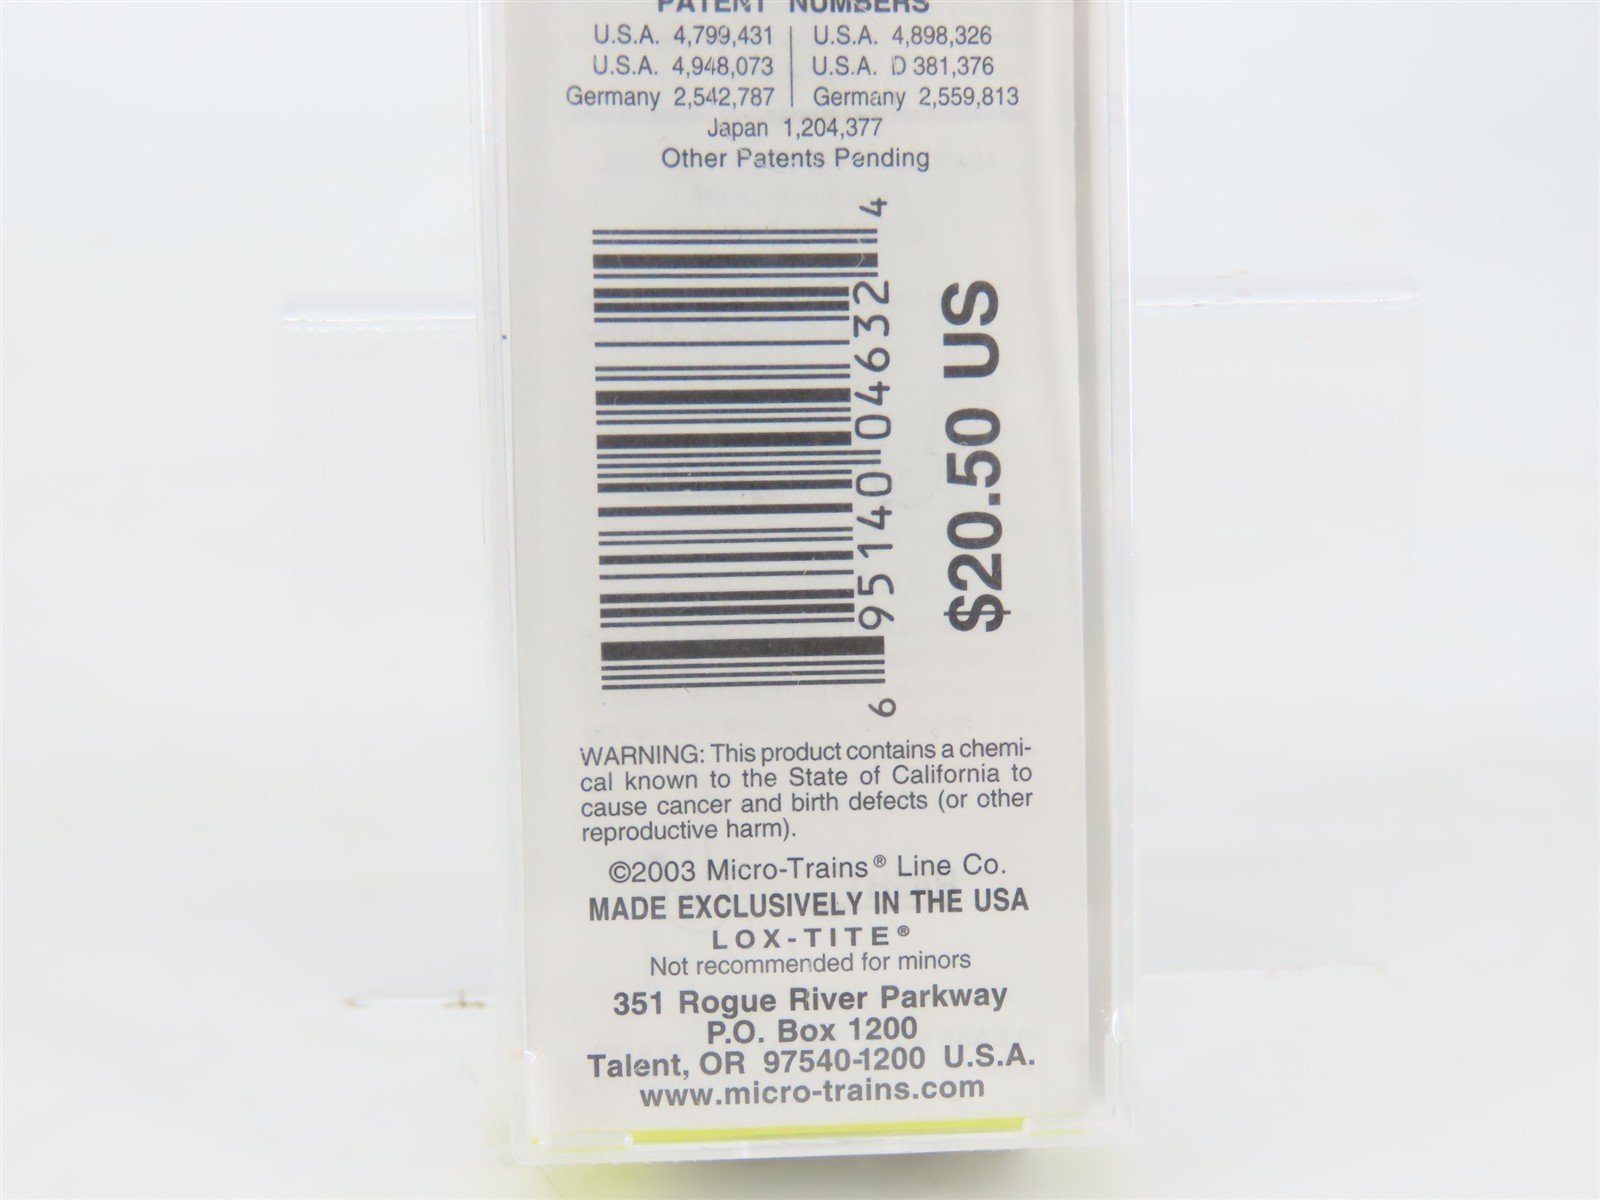 PATENT NUMBERS
U.S.A. 4,799,431 U.S.A. 4,898,326
U.S.A. 4,948,073 U.S.A. D 381,376
Germany 2,542,787 Germany 2,559,813
Japan 1,204,377
Other Patents Pending
6 95140 04632 4
$20.50 US
WARNING: This product contains a chemi-
cal known to the State of California to
cause cancer and birth defects (or other
reproductive harm).
©2003 Micro-Trains® Line Co.
MADE EXCLUSIVELY IN THE USA
LOX-TITE®
Not recommended for minors
351 Rogue River Parkway
P.O. Box 1200
Talent, OR 97540-1200 U.S.A.
www.micro-trains.com